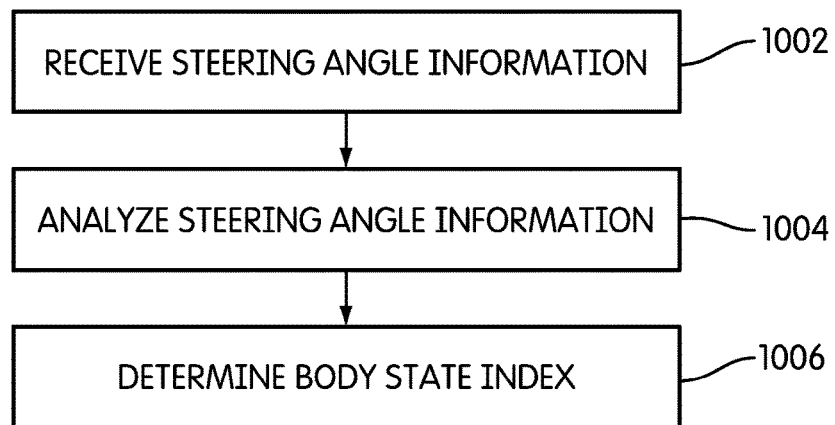 RECEIVE STEERING ANGLE INFORMATION
1002
ANALYZE STEERING ANGLE INFORMATION
1004
DETERMINE BODY STATE INDEX
1006